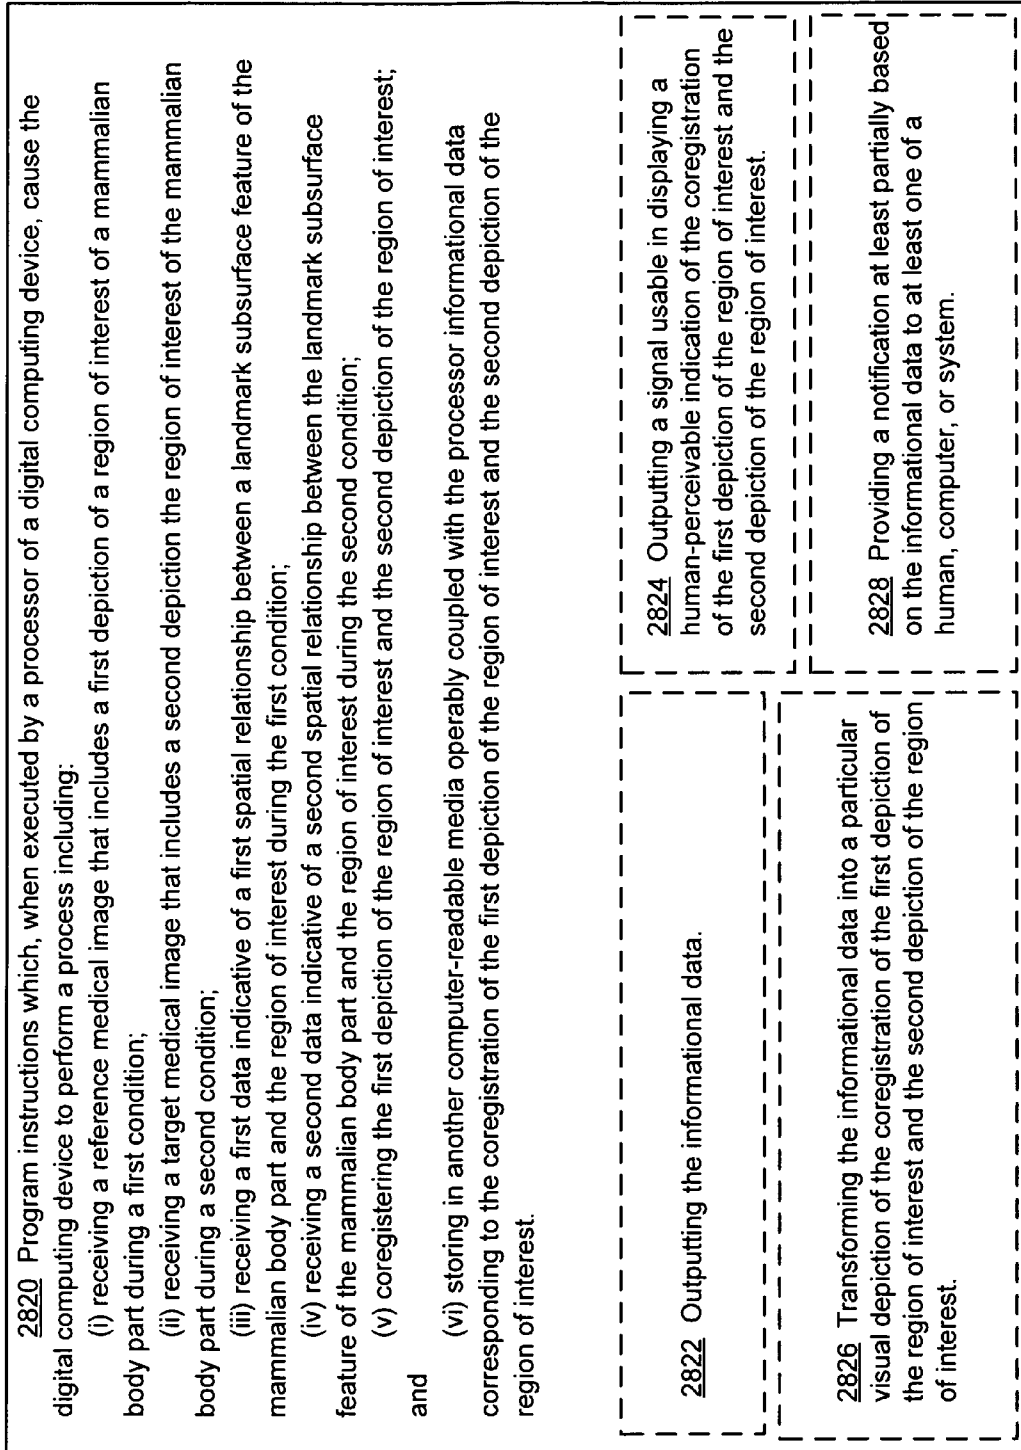 2820 Program instructions which, when executed by a processor of a digital computing device, cause the
digital computing device to perform a process including:
(i) receiving a reference medical image that includes a first depiction of a region of interest of a mammalian
body part during a first condition;
(ii) receiving a target medical image that includes a second depiction the region of interest of the mammalian
body part during a second condition;
(iii) receiving a first data indicative of a first spatial relationship between a landmark subsurface feature of the
mammalian body part and the region of interest during the first condition;
(iv) receiving a second data indicative of a second spatial relationship between the landmark subsurface
feature of the mammalian body part and the region of interest during the second condition;
(v) coregistering the first depiction of the region of interest and the second depiction of the region of interest;
and
(vi) storing in another computer-readable media operably coupled with the processor informational data
corresponding to the coregistration of the first depiction of the region of interest and the second depiction of the
region of interest.
2822 Outputting the informational data.
2824 Outputting a signal usable in displaying a
human-perceivable indication of the coregistration
of the first depiction of the region of interest and the
second depiction of the region of interest.
2826 Transforming the informational data into a particular
visual depiction of the coregistration of the first depiction of
the region of interest and the second depiction of the region
of interest.
2828 Providing a notification at least partially based
on the informational data to at least one of a
human, computer, or system.